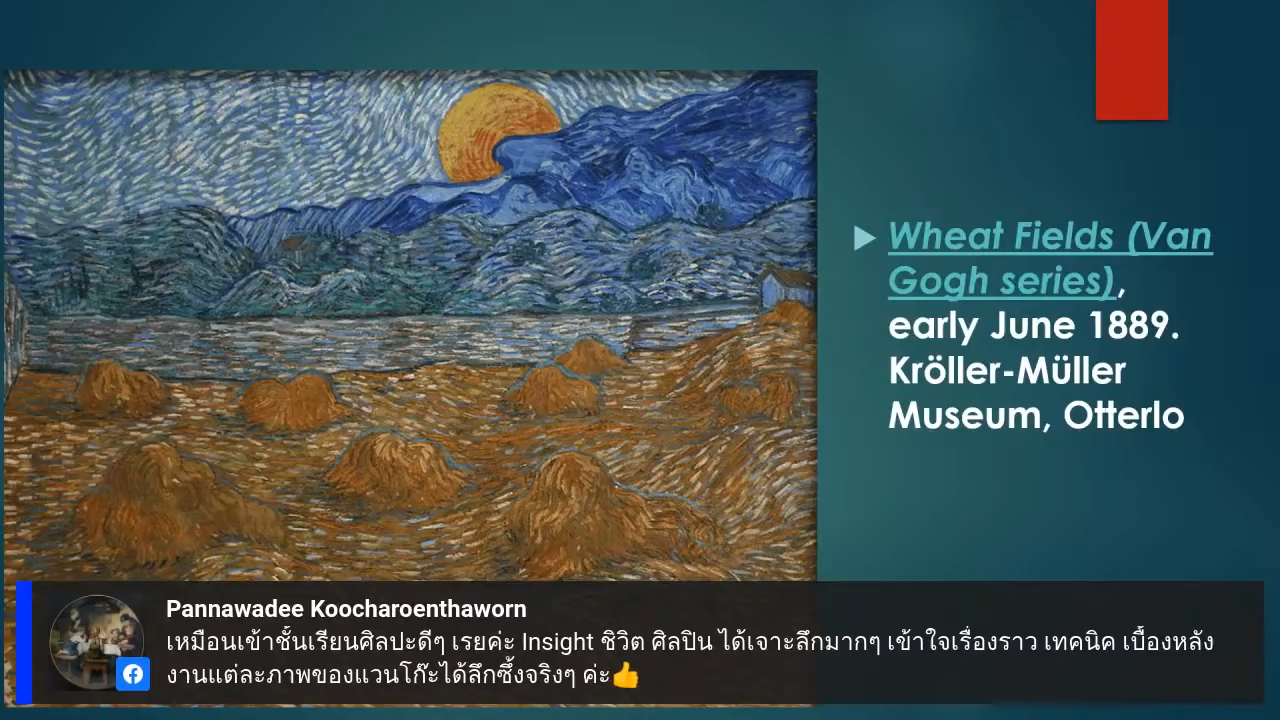 Wheat Fields (Van
Gogh series),
early June 1889.
Kröller-Müller
Museum, Otterlo
Pannawadee Koocharoenthaworn
เหมือนเข้าชั้นเรียนศิลปะดีๆ เรยค่ะ Insight ชิวิต ศิลปิน ได้เจาะลึกมากๆ เข้าใจเรื่องราว เทคนิค เบื้องหลัง
งานแต่ละภาพของแวนโก๊ะได้ลึกซึ้งจริงๆ ค่ะ👍